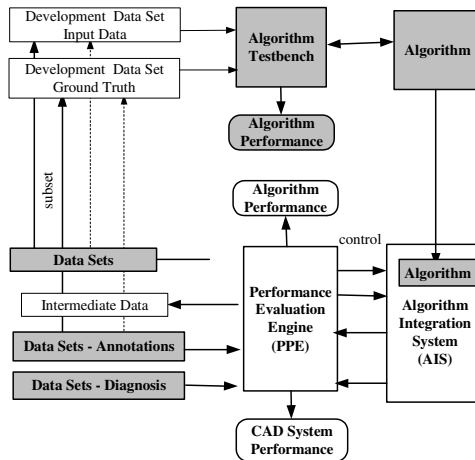 Development Data Set
Input Data
Development Data Set
Ground Truth
Algorithm
Testbench
Algorithm
Algorithm
Performance
subset
Algorithm
Performance
control
Data Sets
Intermediate Data
Data Sets - Annotations
Data Sets - Diagnosis
Performance
Evaluation
Engine
(PPE)
Algorithm
Algorithm
Integration
System
(AIS)
CAD System
Performance